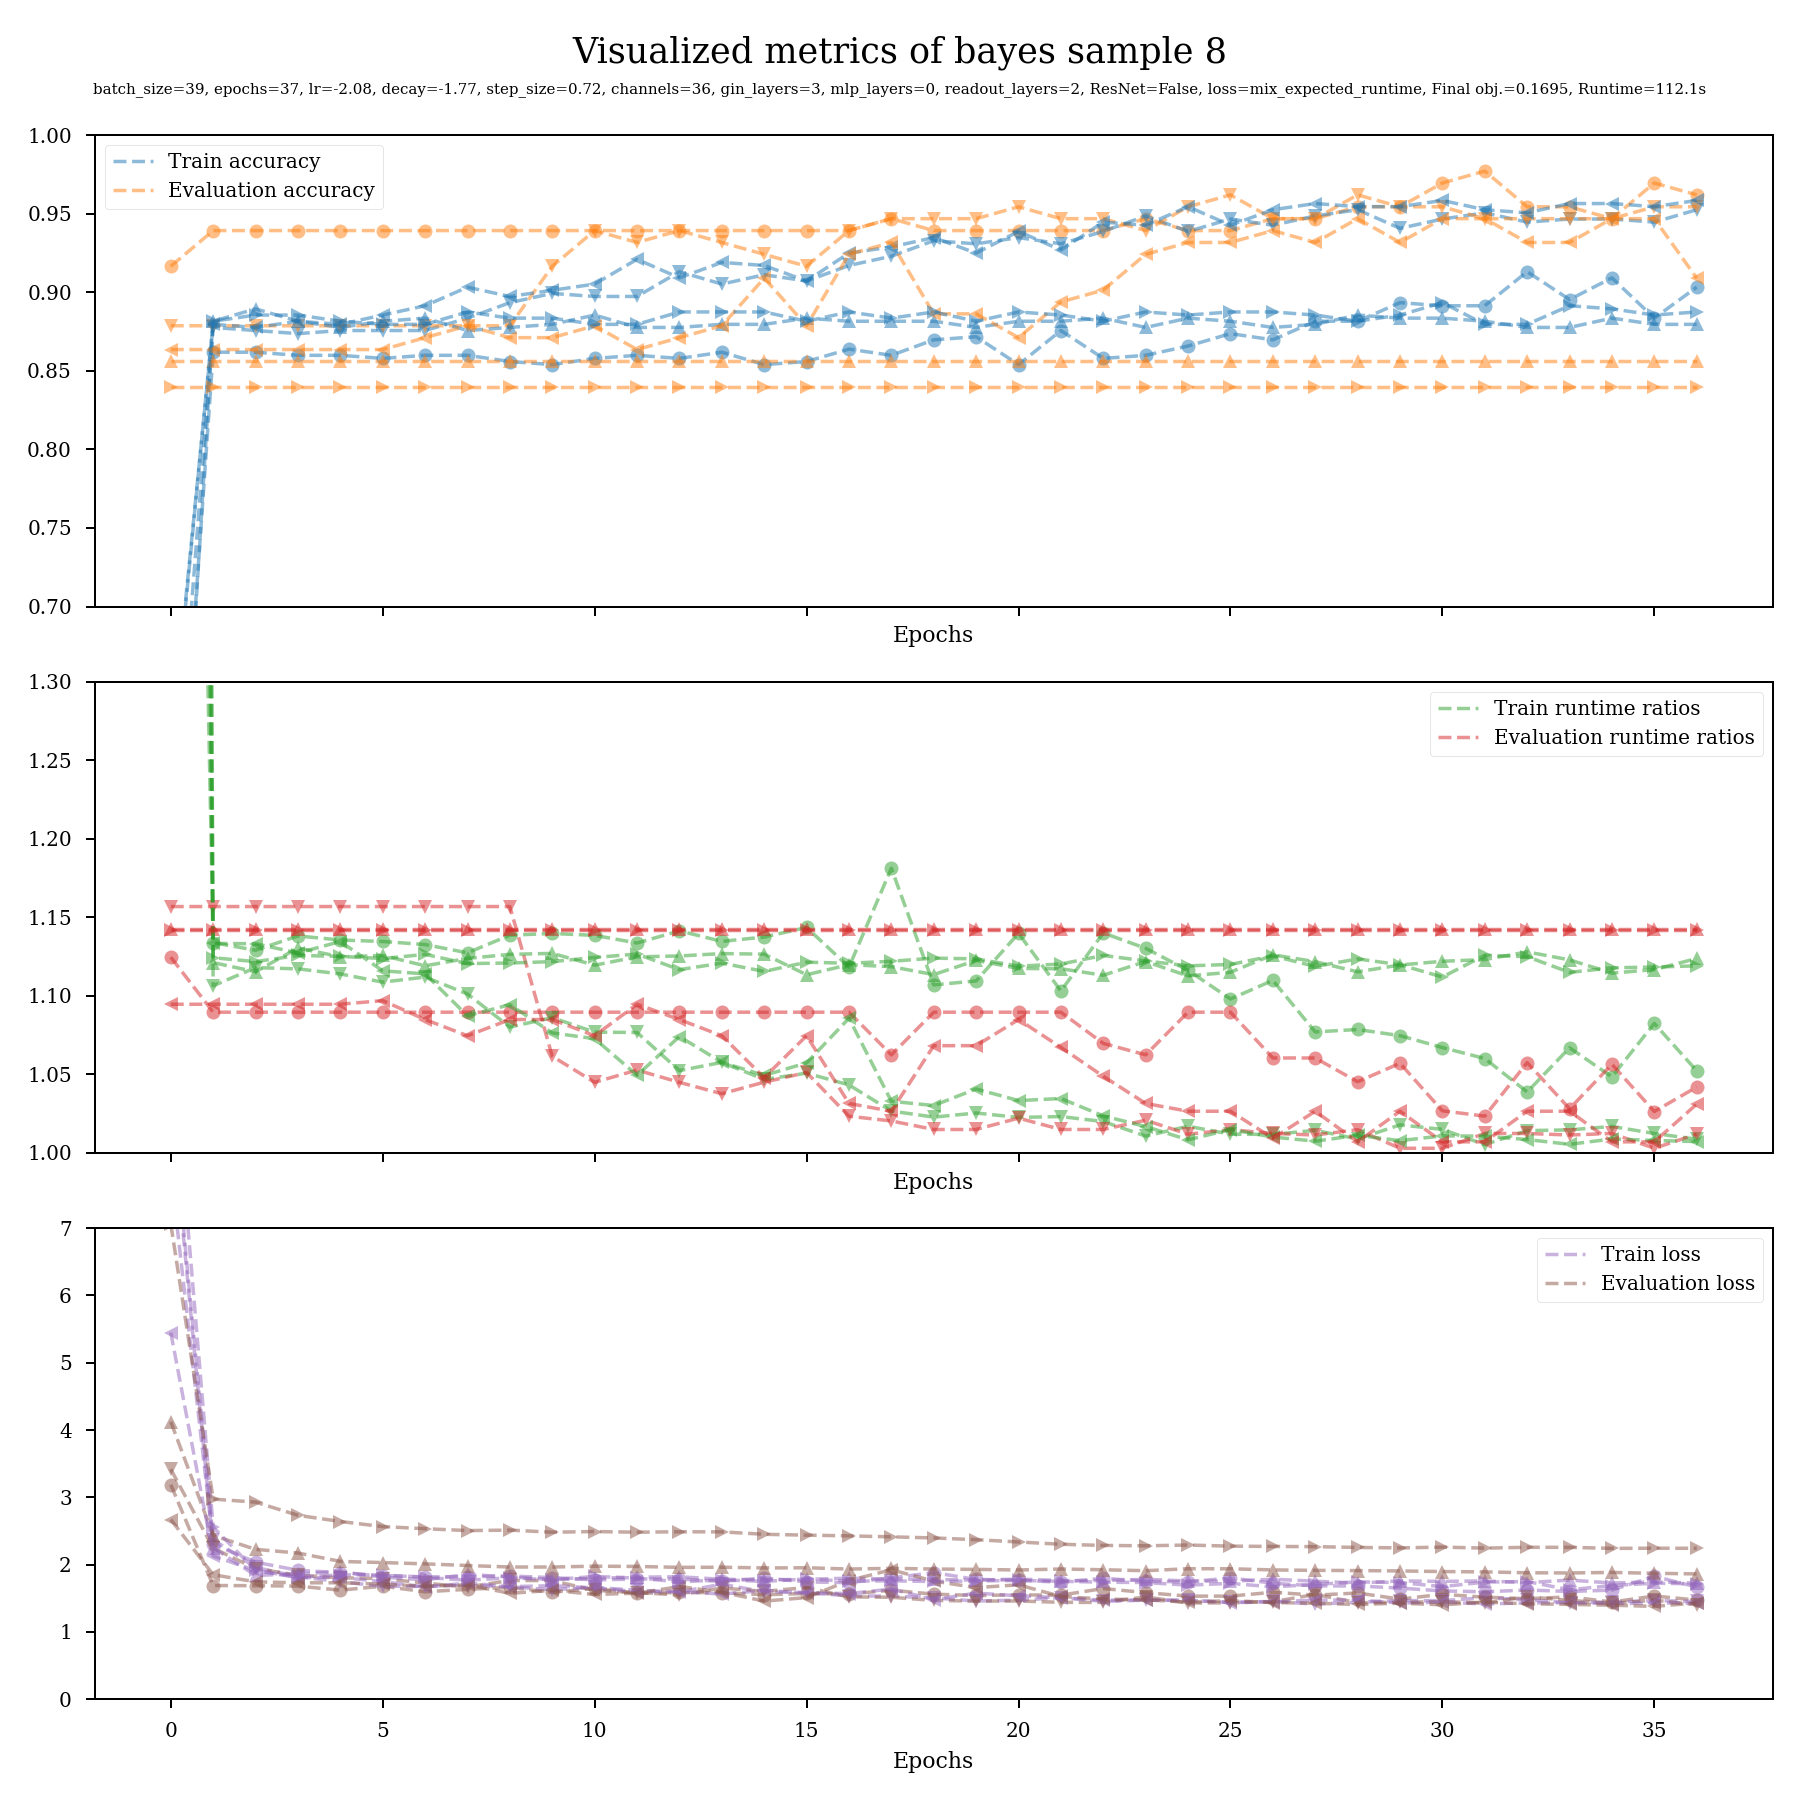 Visualized metrics of bayes sample 8
batch_size=39, epochs=37, lr=-2.08, decay=-1.77, step_size=0.72, channels=36, gin_layers=3, mlp_layers=0, readout_layers=2, ResNet=False, loss=mix_expected_runtime, Final obj.=0.1695, Runtime=112.1s
1.00
0.95
0.90
0.85
0.80
0.75
0.70
Train accuracy
Evaluation accuracy
Epochs
1.30
1.25
1.20
1.15
1.10
1.05
1.00
Train runtime ratios
Evaluation runtime ratios
Epochs
7
6
5
4
3
2
1
0
Train loss
Evaluation loss
0 5 10 15 20 25 30 35
Epochs